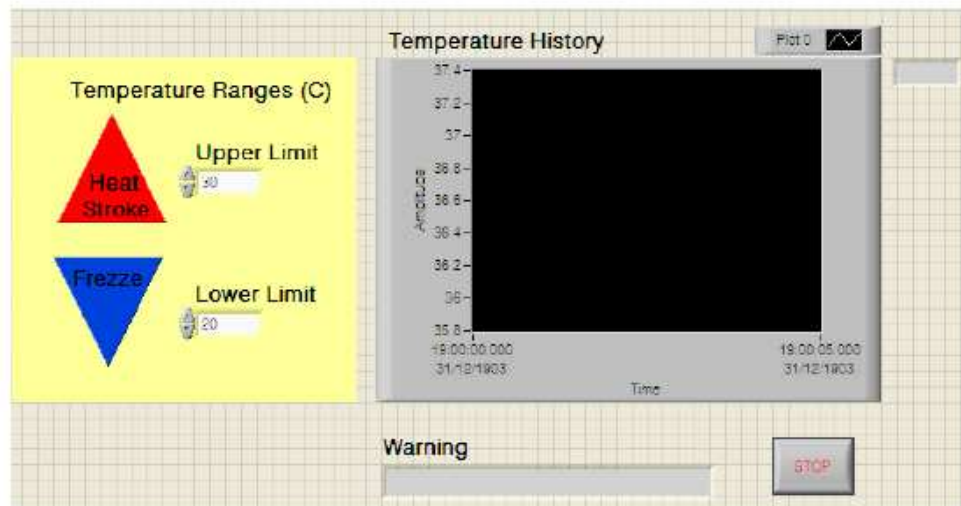 Temperature History
Plot 0
Temperature Ranges (C)
Heat
Stroke
Upper Limit
30
Frezze
Lower Limit
20
Amplitude
37.4
37.2
37
36.8
36.6
36.4
36.2
36
35.8
19:00:00.000
31/12/1903
19:00:05.000
31/12/1903
Time
Warning
STOP